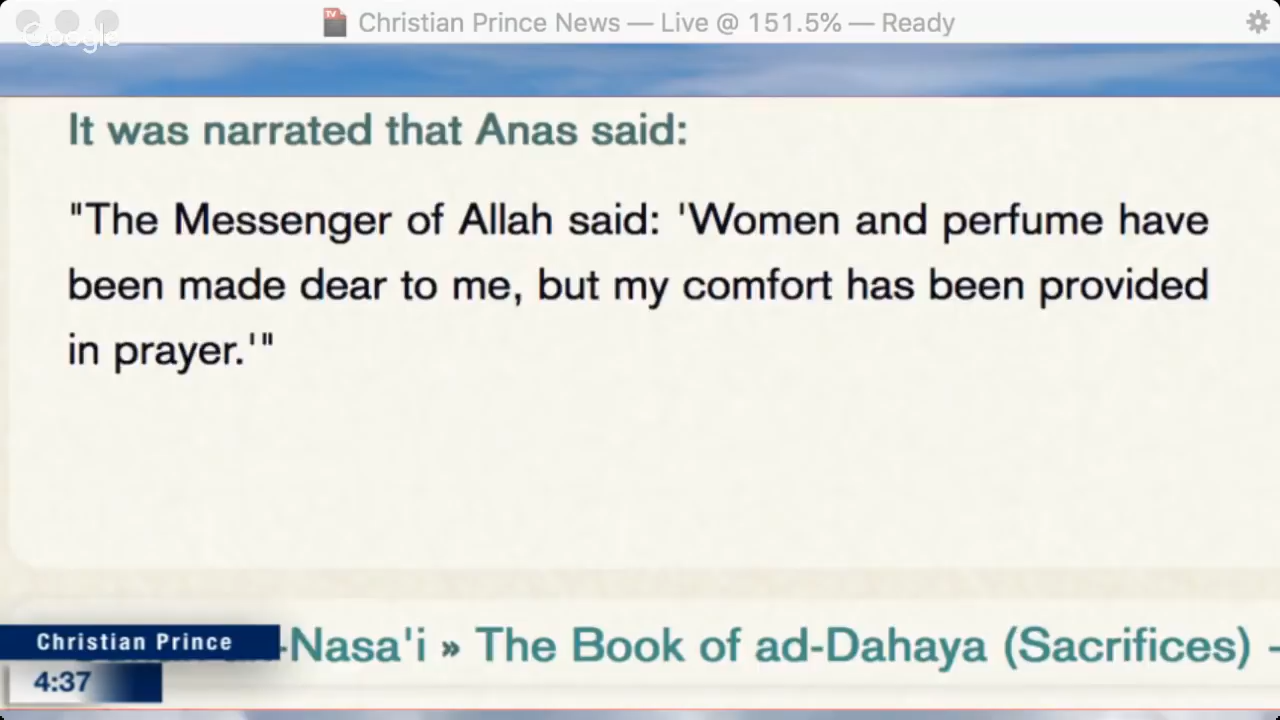 Google
Christian Prince News — Live @ 151.5% — Ready
It was narrated that Anas said:
"The Messenger of Allah said: 'Women and perfume have
been made dear to me, but my comfort has been provided
in prayer.'"
Christian Prince
-Nasa'i » The Book of ad-Dahaya (Sacrifices) -
4:37